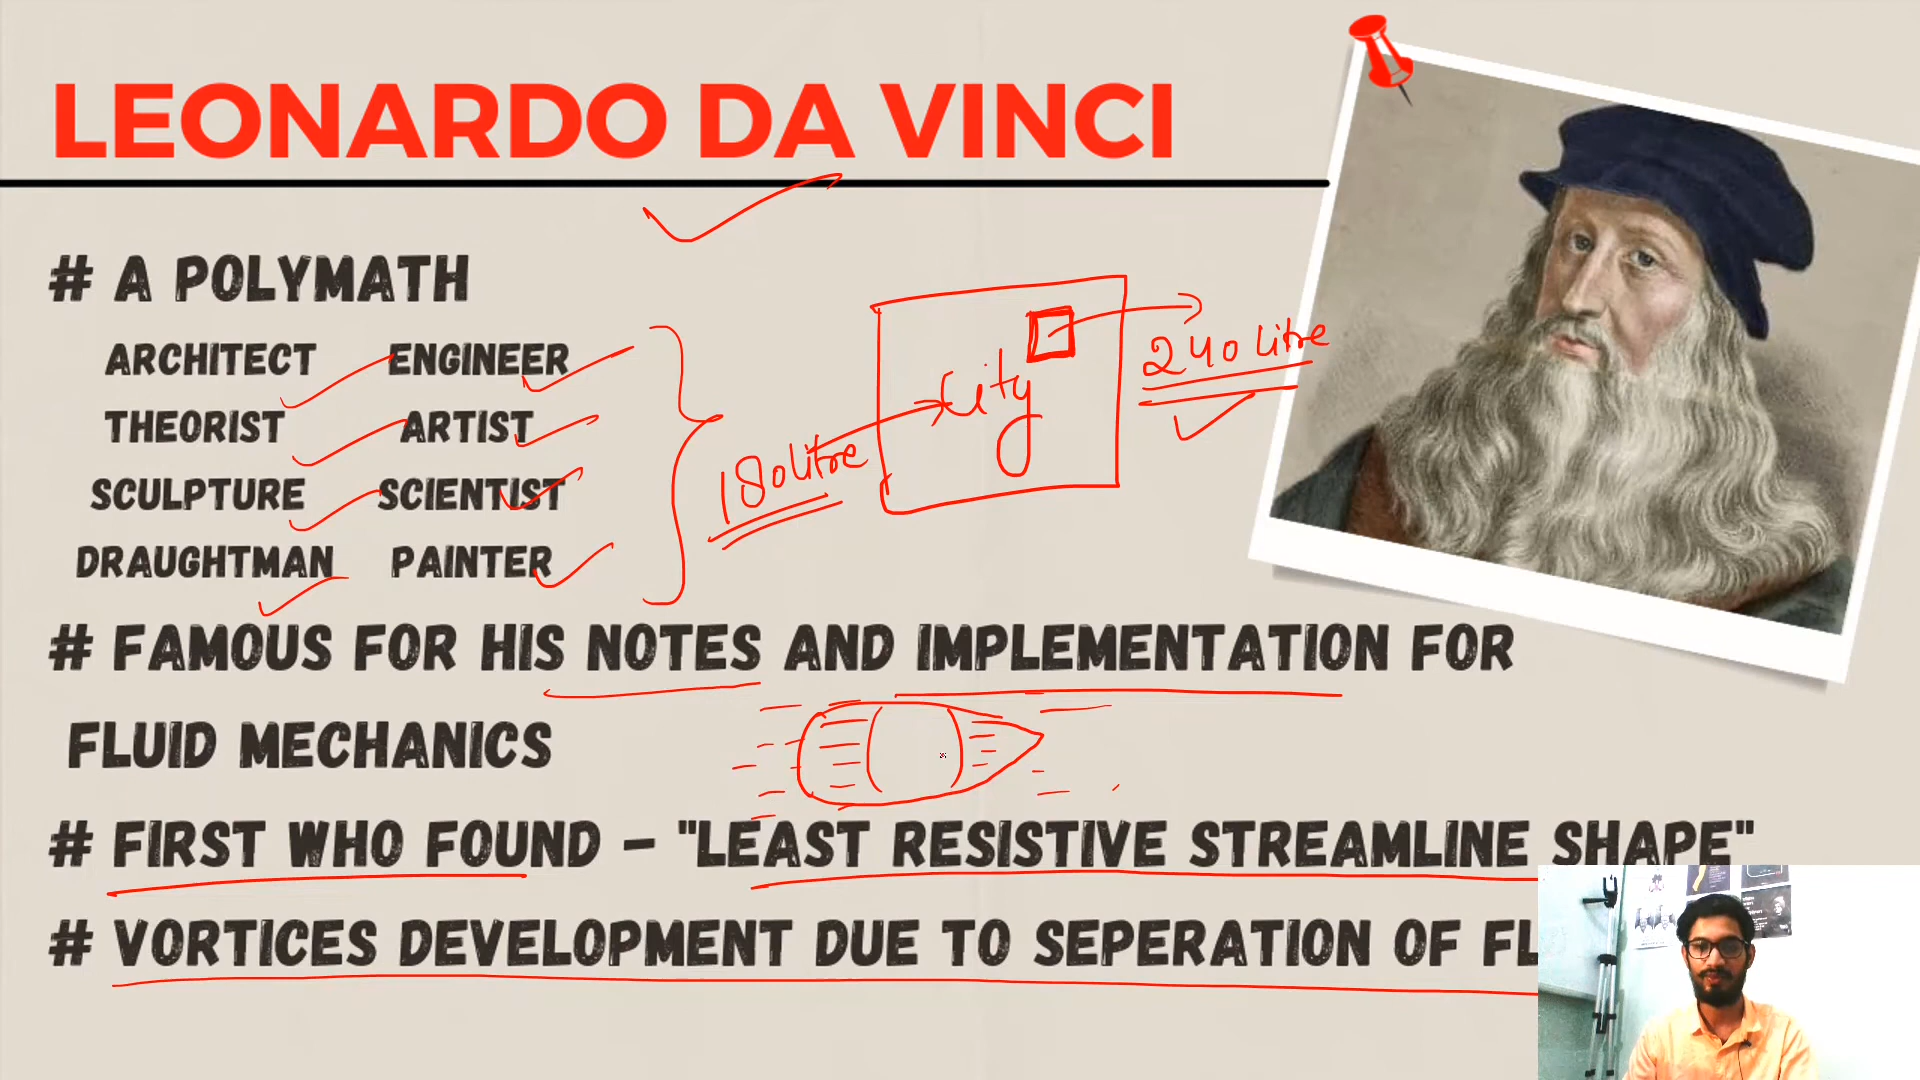 LEONARDO DA VINCI
# A POLYMATH
ARCHITECT ENGINEER
THEORIST ARTIST
SCULPTURE SCIENTIST
DRAUGHTMAN PAINTER
180 litre
City
240 litre
# FAMOUS FOR HIS NOTES AND IMPLEMENTATION FOR
FLUID MECHANICS
# FIRST WHO FOUND - "LEAST RESISTIVE STREAMLINE SHAPE"
# VORTICES DEVELOPMENT DUE TO SEPERATION OF FL